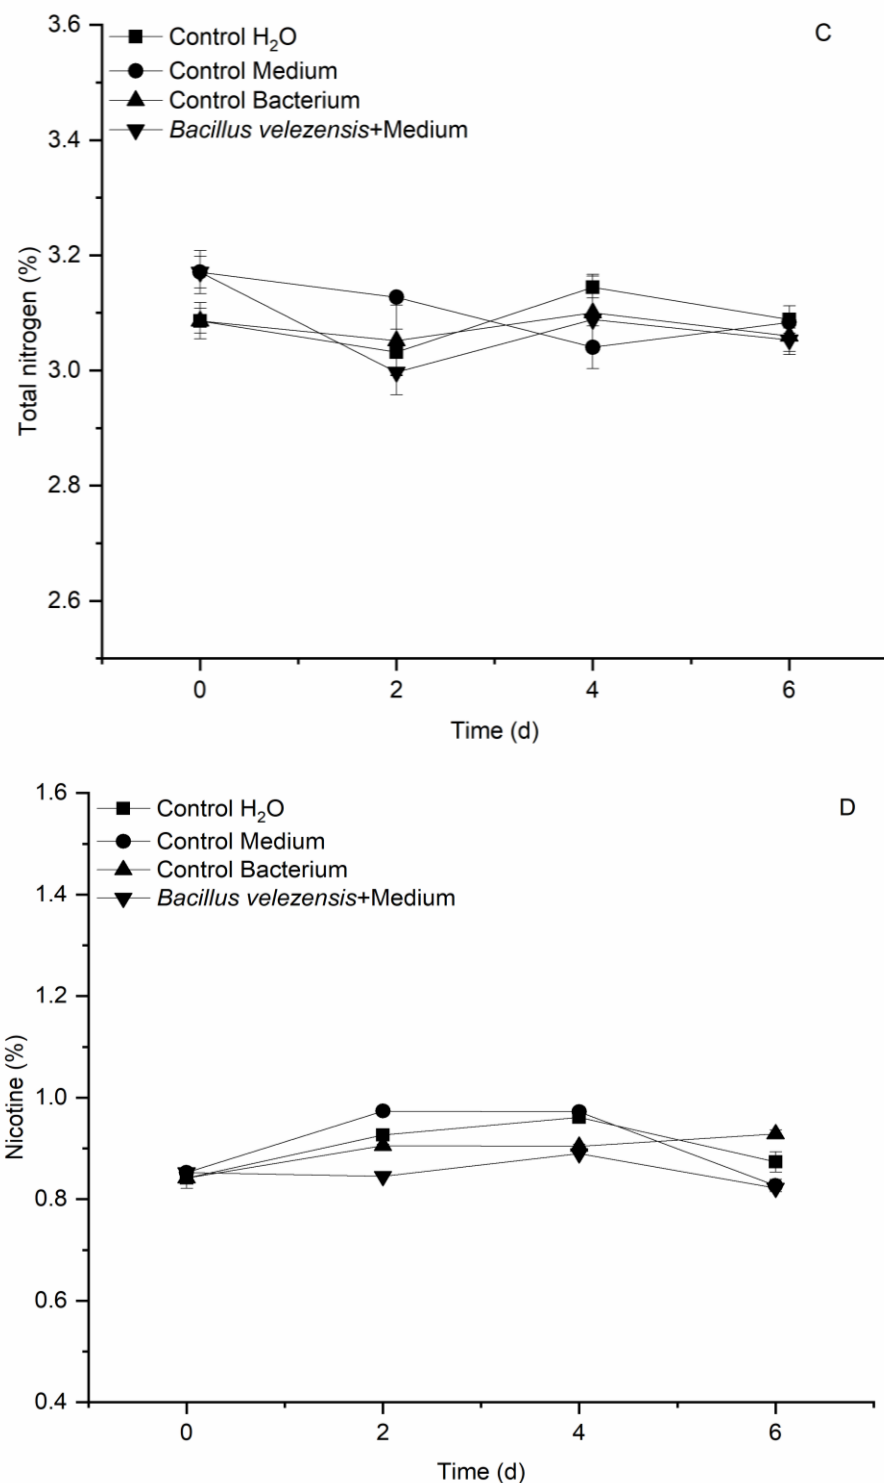 C
Control H₂O
Control Medium
Control Bacterium
Bacillus velezensis+Medium
3.6
3.4
3.2
3.0
2.8
2.6
Total nitrogen (%)
0 2 4 6
Time (d)
D
Control H₂O
Control Medium
Control Bacterium
Bacillus velezensis+Medium
1.6
1.4
1.2
1.0
0.8
0.6
0.4
Nicotine (%)
0 2 4 6
Time (d)